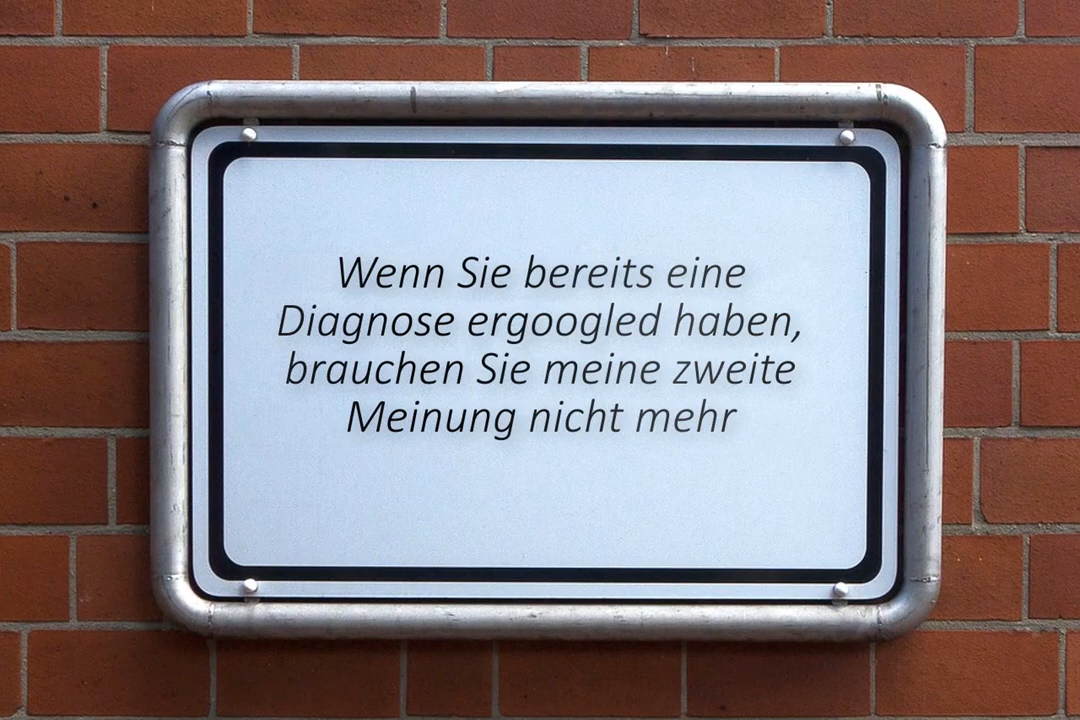 Wenn Sie bereits eine
Diagnose ergoogled haben,
brauchen Sie meine zweite
Meinung nicht mehr